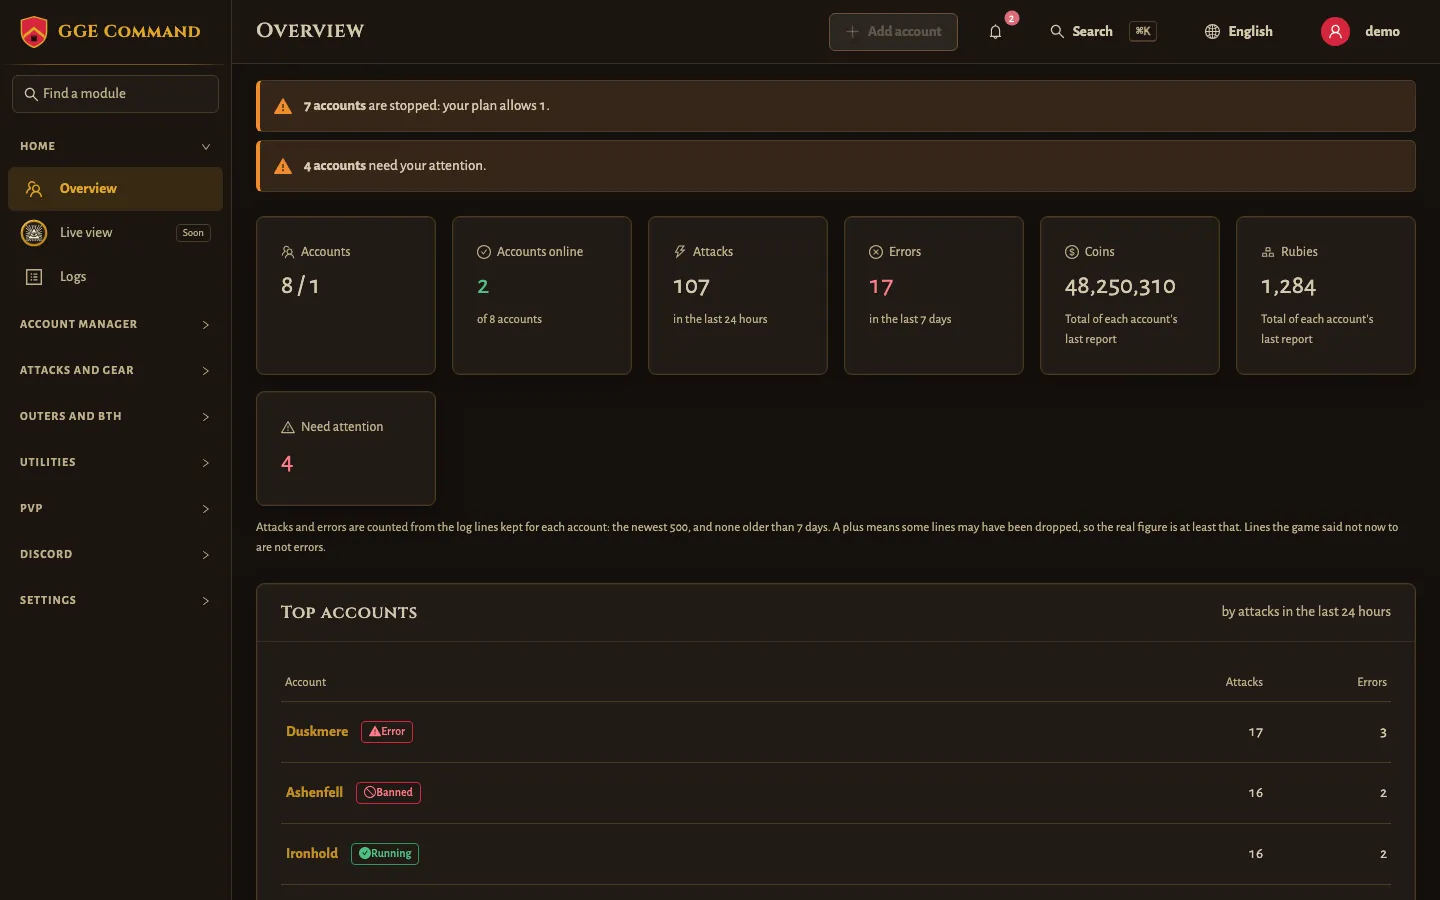 GGE Command
Overview
Add account
2
Search
⌘K
English
demo
Find a module
HOME
Overview
Live view
Soon
Logs
ACCOUNT MANAGER
ATTACKS AND GEAR
OUTERS AND BTH
UTILITIES
PVP
DISCORD
SETTINGS
7 accounts are stopped: your plan allows 1.
4 accounts need your attention.
Accounts
8 / 1
Accounts online
2
of 8 accounts
Attacks
107
in the last 24 hours
Errors
17
in the last 7 days
Coins
48,250,310
Total of each account's
last report
Rubies
1,284
Total of each account's
last report
Need attention
4
Attacks and errors are counted from the log lines kept for each account: the newest 500, and none older than 7 days. A plus means some lines may have been dropped, so the real figure is at least that. Lines the game said not now to
are not errors.
Top accounts
by attacks in the last 24 hours
Account Attacks Errors
Duskmere Error 17 3
Ashenfell Banned 16 2
Ironhold Running 16 2